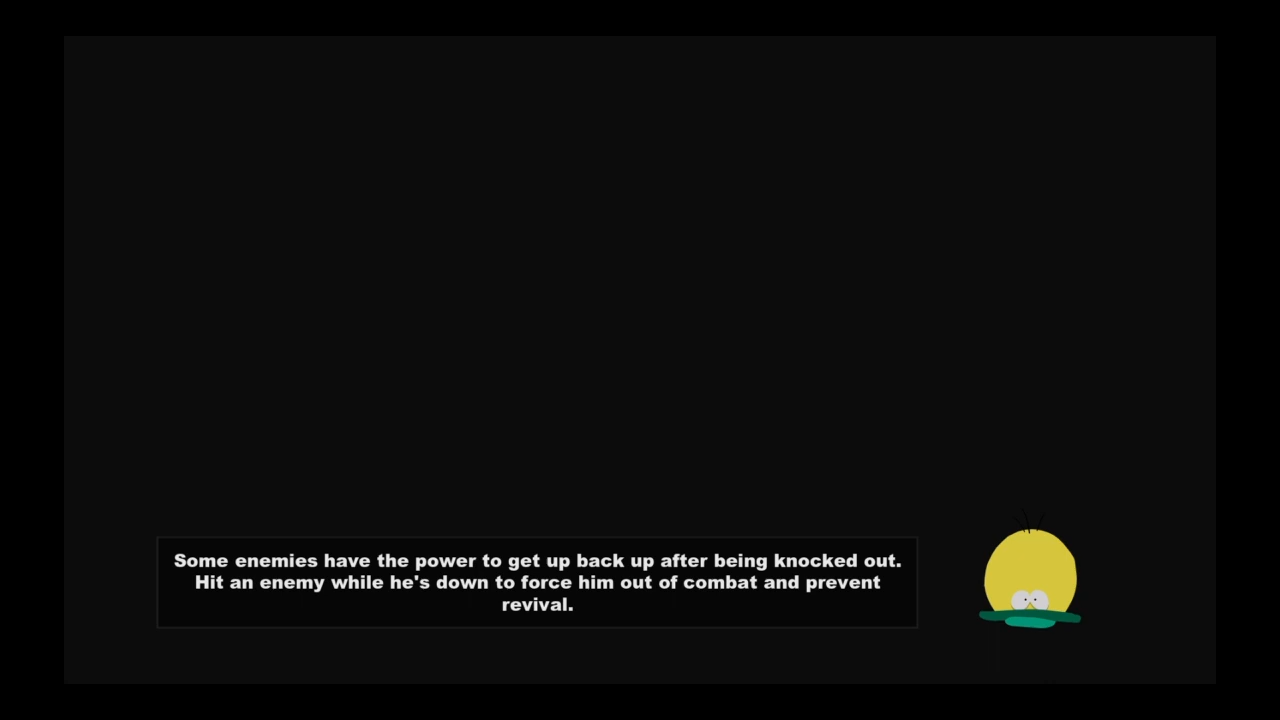 Some enemies have the power to get up back up after being knocked out.
Hit an enemy while he's down to force him out of combat and prevent
revival.